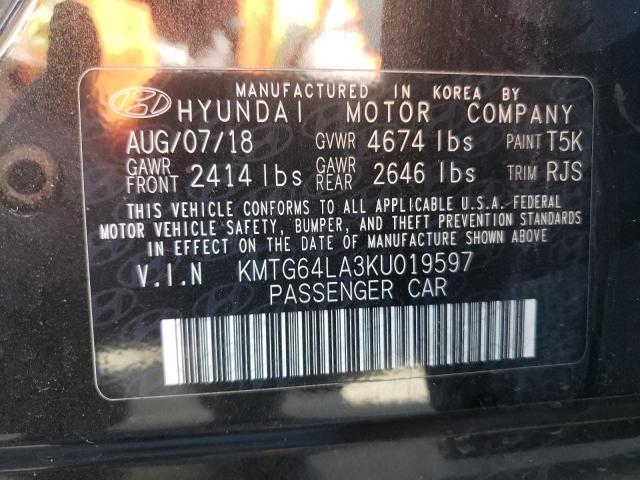 MANUFACTURED IN KOREA BY
HYUNDAI MOTOR COMPANY
AUG/07/18 GVWR 4674 lbs PAINT T5K
GAWR FRONT 2414 lbs GAWR REAR 2646 lbs TRIM RJS
THIS VEHICLE CONFORMS TO ALL APPLICABLE U.S.A. FEDERAL
MOTOR VEHICLE SAFETY, BUMPER, AND THEFT PREVENTION STANDARDS
IN EFFECT ON THE DATE OF MANUFACTURE SHOWN ABOVE.
V.I.N KMTG64LA3KU019597
PASSENGER CAR